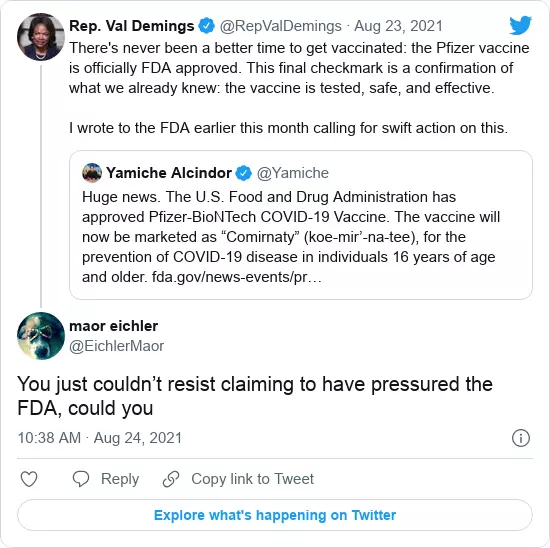 Rep. Val Demings @RepValDemings · Aug 23, 2021
There's never been a better time to get vaccinated: the Pfizer vaccine
is officially FDA approved. This final checkmark is a confirmation of
what we already knew: the vaccine is tested, safe, and effective.
I wrote to the FDA earlier this month calling for swift action on this.
Yamiche Alcindor @Yamiche
Huge news. The U.S. Food and Drug Administration has
approved Pfizer-BioNTech COVID-19 Vaccine. The vaccine will
now be marketed as “Comirnaty” (koe-mir’-na-tee), for the
prevention of COVID-19 disease in individuals 16 years of age
and older. fda.gov/news-events/pr…
maor eichler
@EichlerMaor
You just couldn’t resist claiming to have pressured the
FDA, could you
10:38 AM · Aug 24, 2021
Reply
Copy link to Tweet
Explore what's happening on Twitter